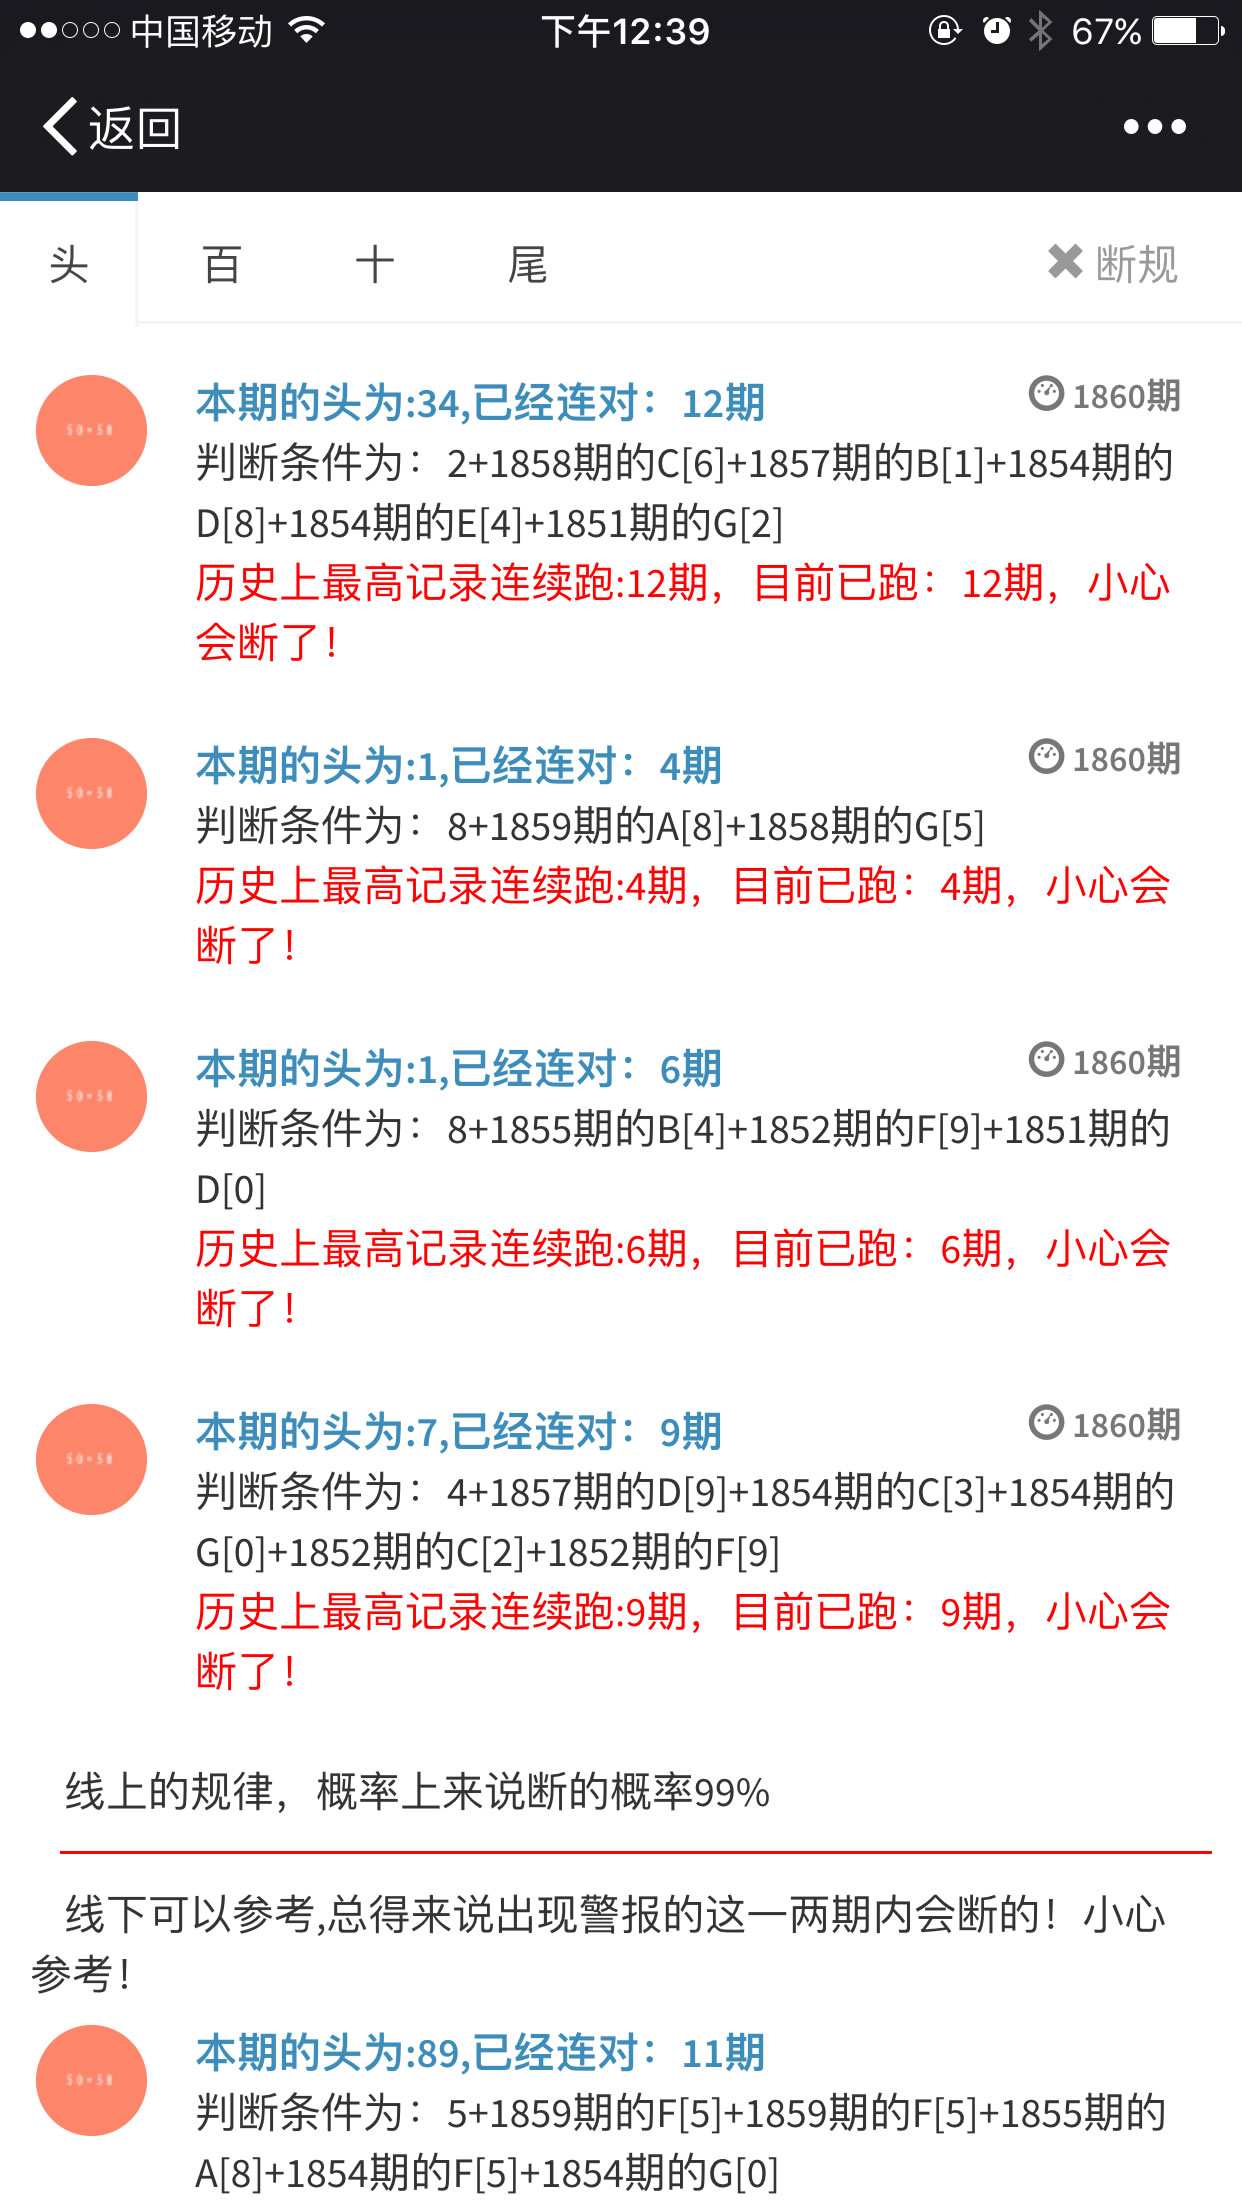 中国移动 下午12:39 67%
返回
头 百 十 尾 断规
本期的头为:34,已经连对：12期 1860期
判断条件为：2+1858期的C[6]+1857期的B[1]+1854期的
D[8]+1854期的E[4]+1851期的G[2]
历史上最高记录连续跑:12期，目前已跑：12期，小心
会断了！
本期的头为:1,已经连对：4期 1860期
判断条件为：8+1859期的A[8]+1858期的G[5]
历史上最高记录连续跑:4期，目前已跑：4期，小心会
断了！
本期的头为:1,已经连对：6期 1860期
判断条件为：8+1855期的B[4]+1852期的F[9]+1851期的
D[0]
历史上最高记录连续跑:6期，目前已跑：6期，小心会
断了！
本期的头为:7,已经连对：9期 1860期
判断条件为：4+1857期的D[9]+1854期的C[3]+1854期的
G[0]+1852期的C[2]+1852期的F[9]
历史上最高记录连续跑:9期，目前已跑：9期，小心会
断了！
线上的规律，概率上来说断的概率99%
线下可以参考,总得来说出现警报的这一两期内会断的！小心
参考！
本期的头为:89,已经连对：11期
判断条件为：5+1859期的F[5]+1859期的F[5]+1855期的
A[8]+1854期的F[5]+1854期的G[0]